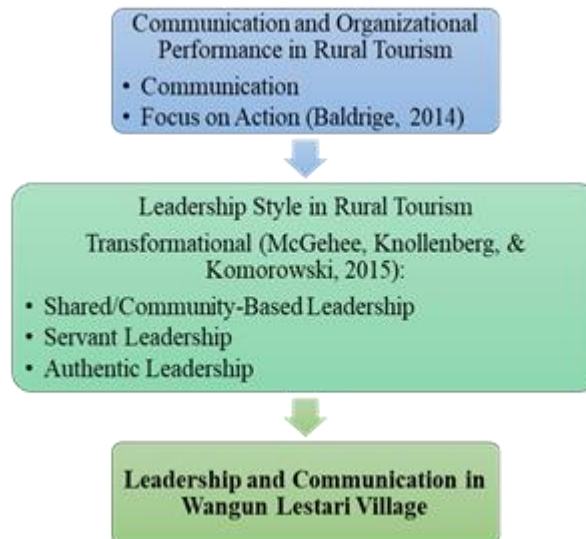 Communication and Organizational
Performance in Rural Tourism
• Communication
• Focus on Action (Baldrige, 2014)
Leadership Style in Rural Tourism
Transformational (McGehee, Knollenberg, &
Komorowski, 2015):
• Shared/Community-Based Leadership
• Servant Leadership
• Authentic Leadership
Leadership and Communication in
Wangun Lestari Village